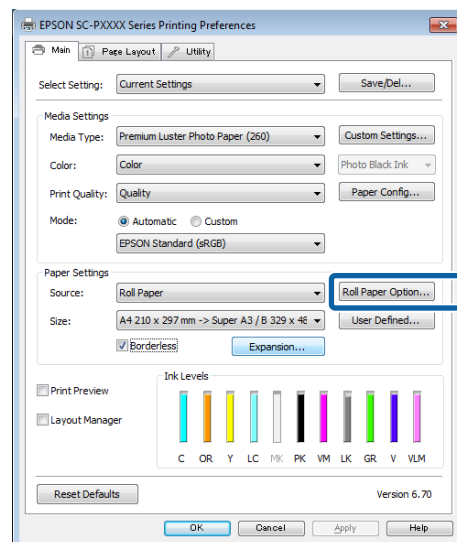 EPSON SC-PXXXX Series Printing Preferences
Main Page Layout Utility
Select Setting: Current Settings Save/Del...
Media Settings
Media Type: Premium Luster Photo Paper (260) Custom Settings...
Color: Color Photo Black Ink
Print Quality: Quality Paper Config...
Mode: Automatic Custom
EPSON Standard (sRGB)
Paper Settings
Source: Roll Paper Roll Paper Option...
Size: A4 210 x 297 mm -> Super A3 / B 329 x 48 User Defined...
Borderless Expansion...
Ink Levels
Print Preview
Layout Manager
C OR Y LC MK PK VM LK GR V VLM
Reset Defaults Version 6.70
OK Cancel Apply Help